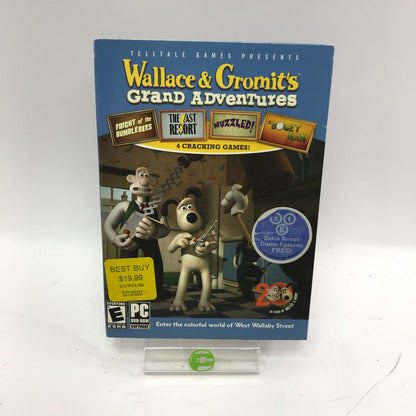 TELLTALE GAMES PRESENTS
Wallace & Gromit's
Grand Adventures
FRIGHT of the
BUMBLEBEES
THE LAST
RESORT
MUZZLED!
The BOGEY
MAN
4 CRACKING GAMES!
Extra Bonus
Game Episode
FREE!
BEST BUY
$19.99
EVERYONE
E
ESRB
PC
DVD-ROM
SOFTWARE
20
Enter the colorful world of West Wallaby Street